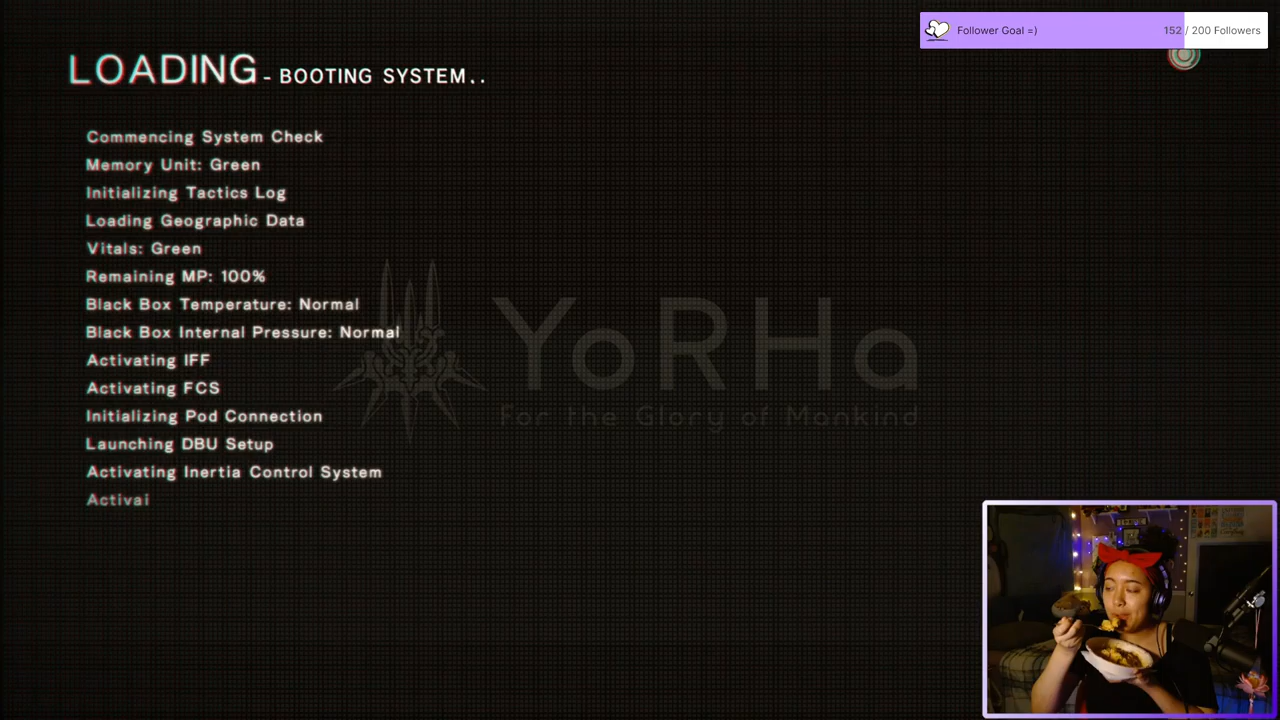 Follower Goal =)
152 / 200 Followers
LOADING - BOOTING SYSTEM..
Commencing System Check
Memory Unit: Green
Initializing Tactics Log
Loading Geographic Data
Vitals: Green
Remaining MP: 100%
Black Box Temperature: Normal
Black Box Internal Pressure: Normal
Activating IFF
Activating FCS
Initializing Pod Connection
Launching DBU Setup
Activating Inertia Control System
Activai
YoRHa
For the Glory of Mankind